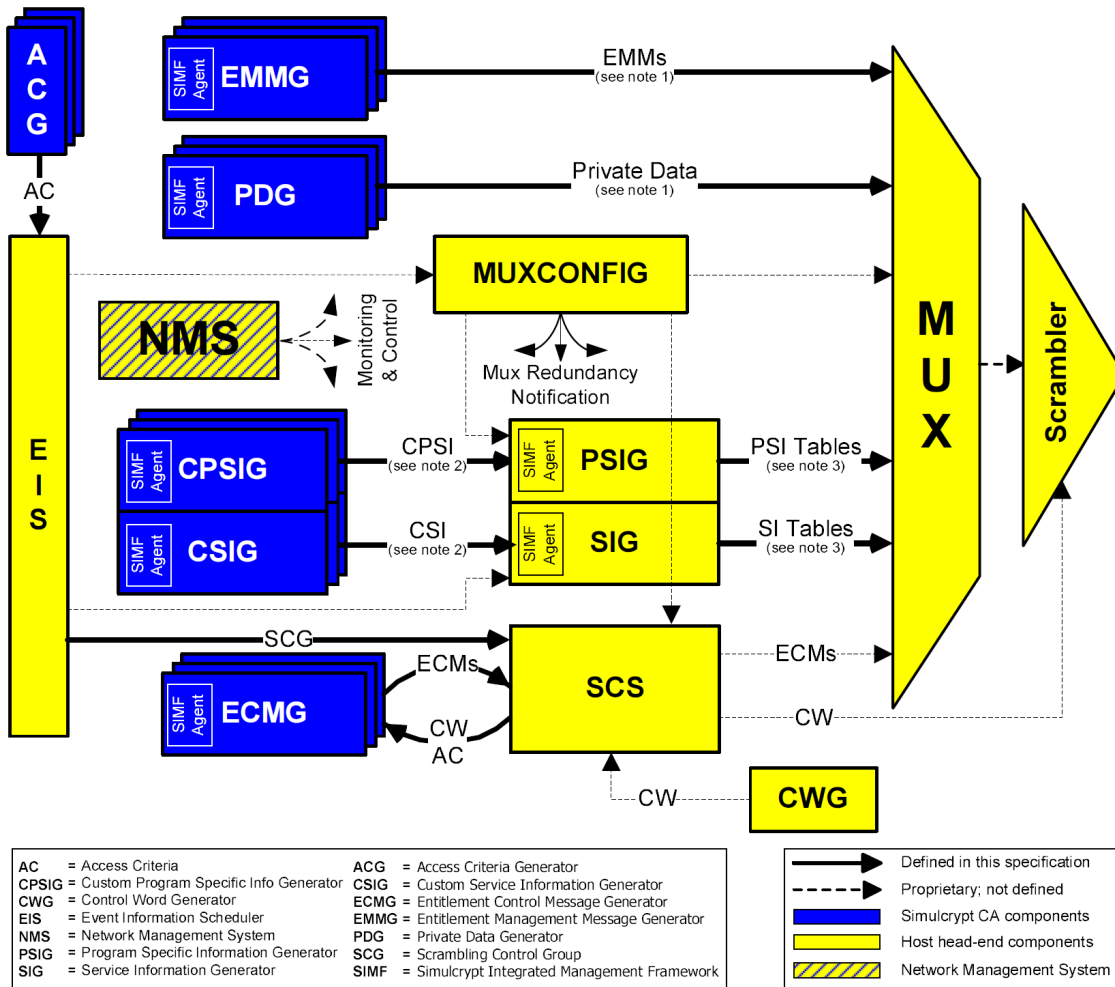 ACG
AC
SIMF Agent
EMMG
EMMs
(see note 1)
SIMF Agent
PDG
Private Data
(see note 1)
EIS
MUXCONFIG
NMS
Monitoring
& Control
Mux Redundancy
Notification
MUX
Scrambler
SIMF Agent
CPSIG
CPSI
(see note 2)
SIMF Agent
PSIG
PSI Tables
(see note 3)
SIMF Agent
CSIG
CSI
(see note 2)
SIMF Agent
SIG
SI Tables
(see note 3)
SCG
SIMF Agent
ECMG
ECMs
CW
AC
SCS
ECMs
CW
CW
CWG
AC = Access Criteria
CPSIG = Custom Program Specific Info Generator
CWG = Control Word Generator
EIS = Event Information Scheduler
NMS = Network Management System
PSIG = Program Specific Information Generator
SIG = Service Information Generator
ACG = Access Criteria Generator
CSIG = Custom Service Information Generator
ECMG = Entitlement Control Message Generator
EMMG = Entitlement Management Message Generator
PDG = Private Data Generator
SCG = Scrambling Control Group
SIMF = Simulcrypt Integrated Management Framework
Defined in this specification
Proprietary; not defined
Simulcrypt CA components
Host head-end components
Network Management System